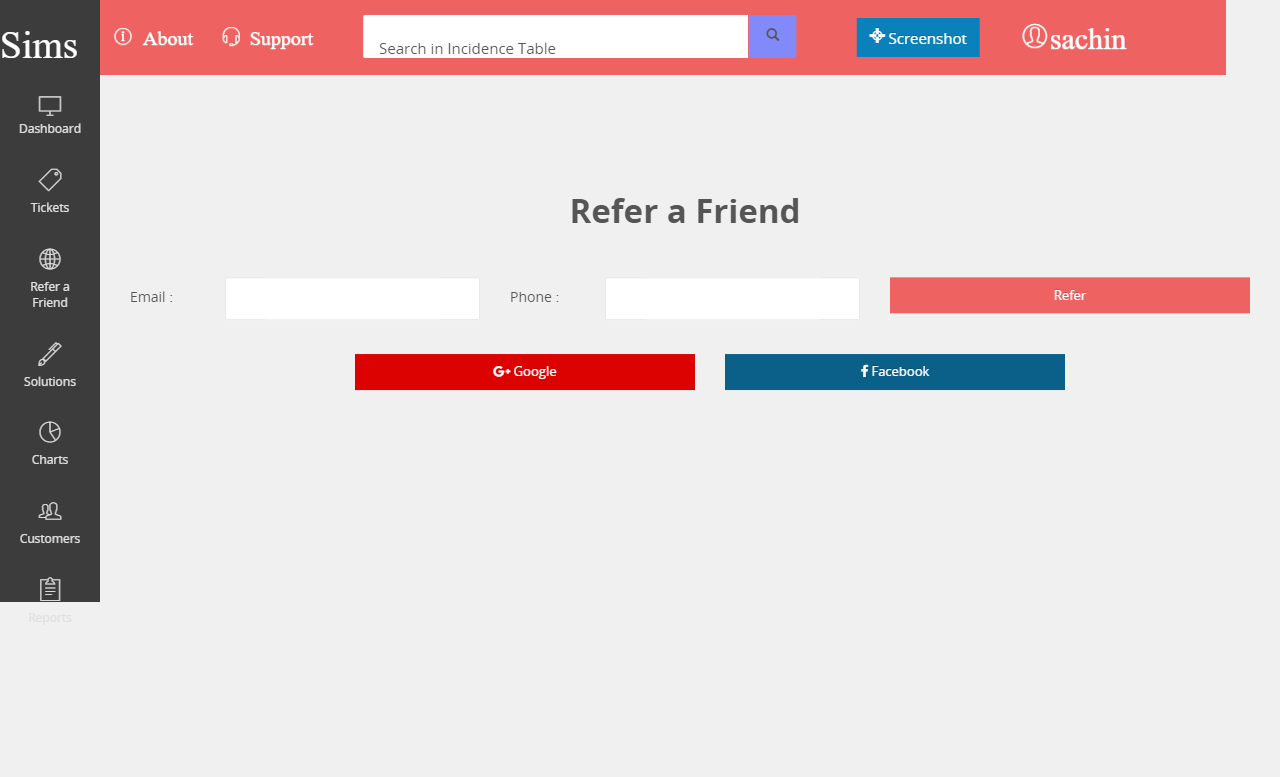 Sims
About
Support
Search in Incidence Table
Screenshot
sachin
Dashboard
Tickets
Refer a
Friend
Solutions
Charts
Customers
Reports
Refer a Friend
Email :
Phone :
Refer
G+ Google
f Facebook